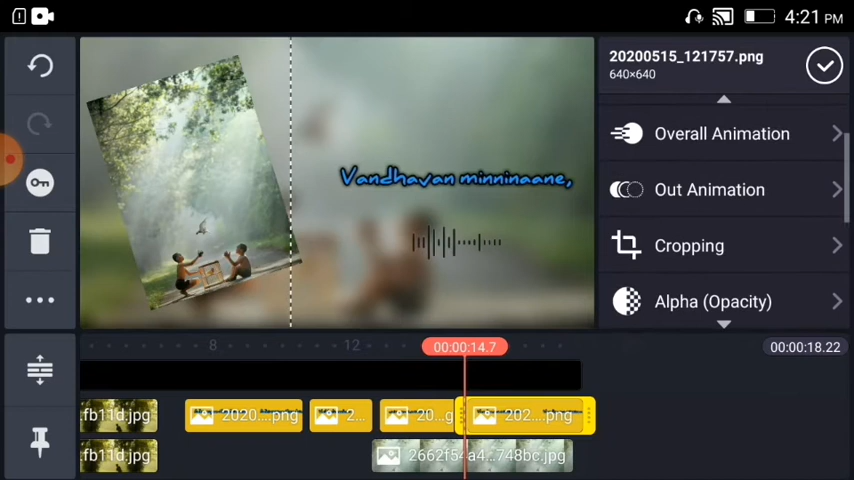 4:21 PM
20200515_121757.png
640×640
Overall Animation
Out Animation
Cropping
Alpha (Opacity)
Vandhavan minninaane,
8
12
00:00:14.7
00:00:18.22
fb11d.jpg
2020....png
2...
20...g
202....png
fb11d.jpg
2662f54a4...748bc.jpg